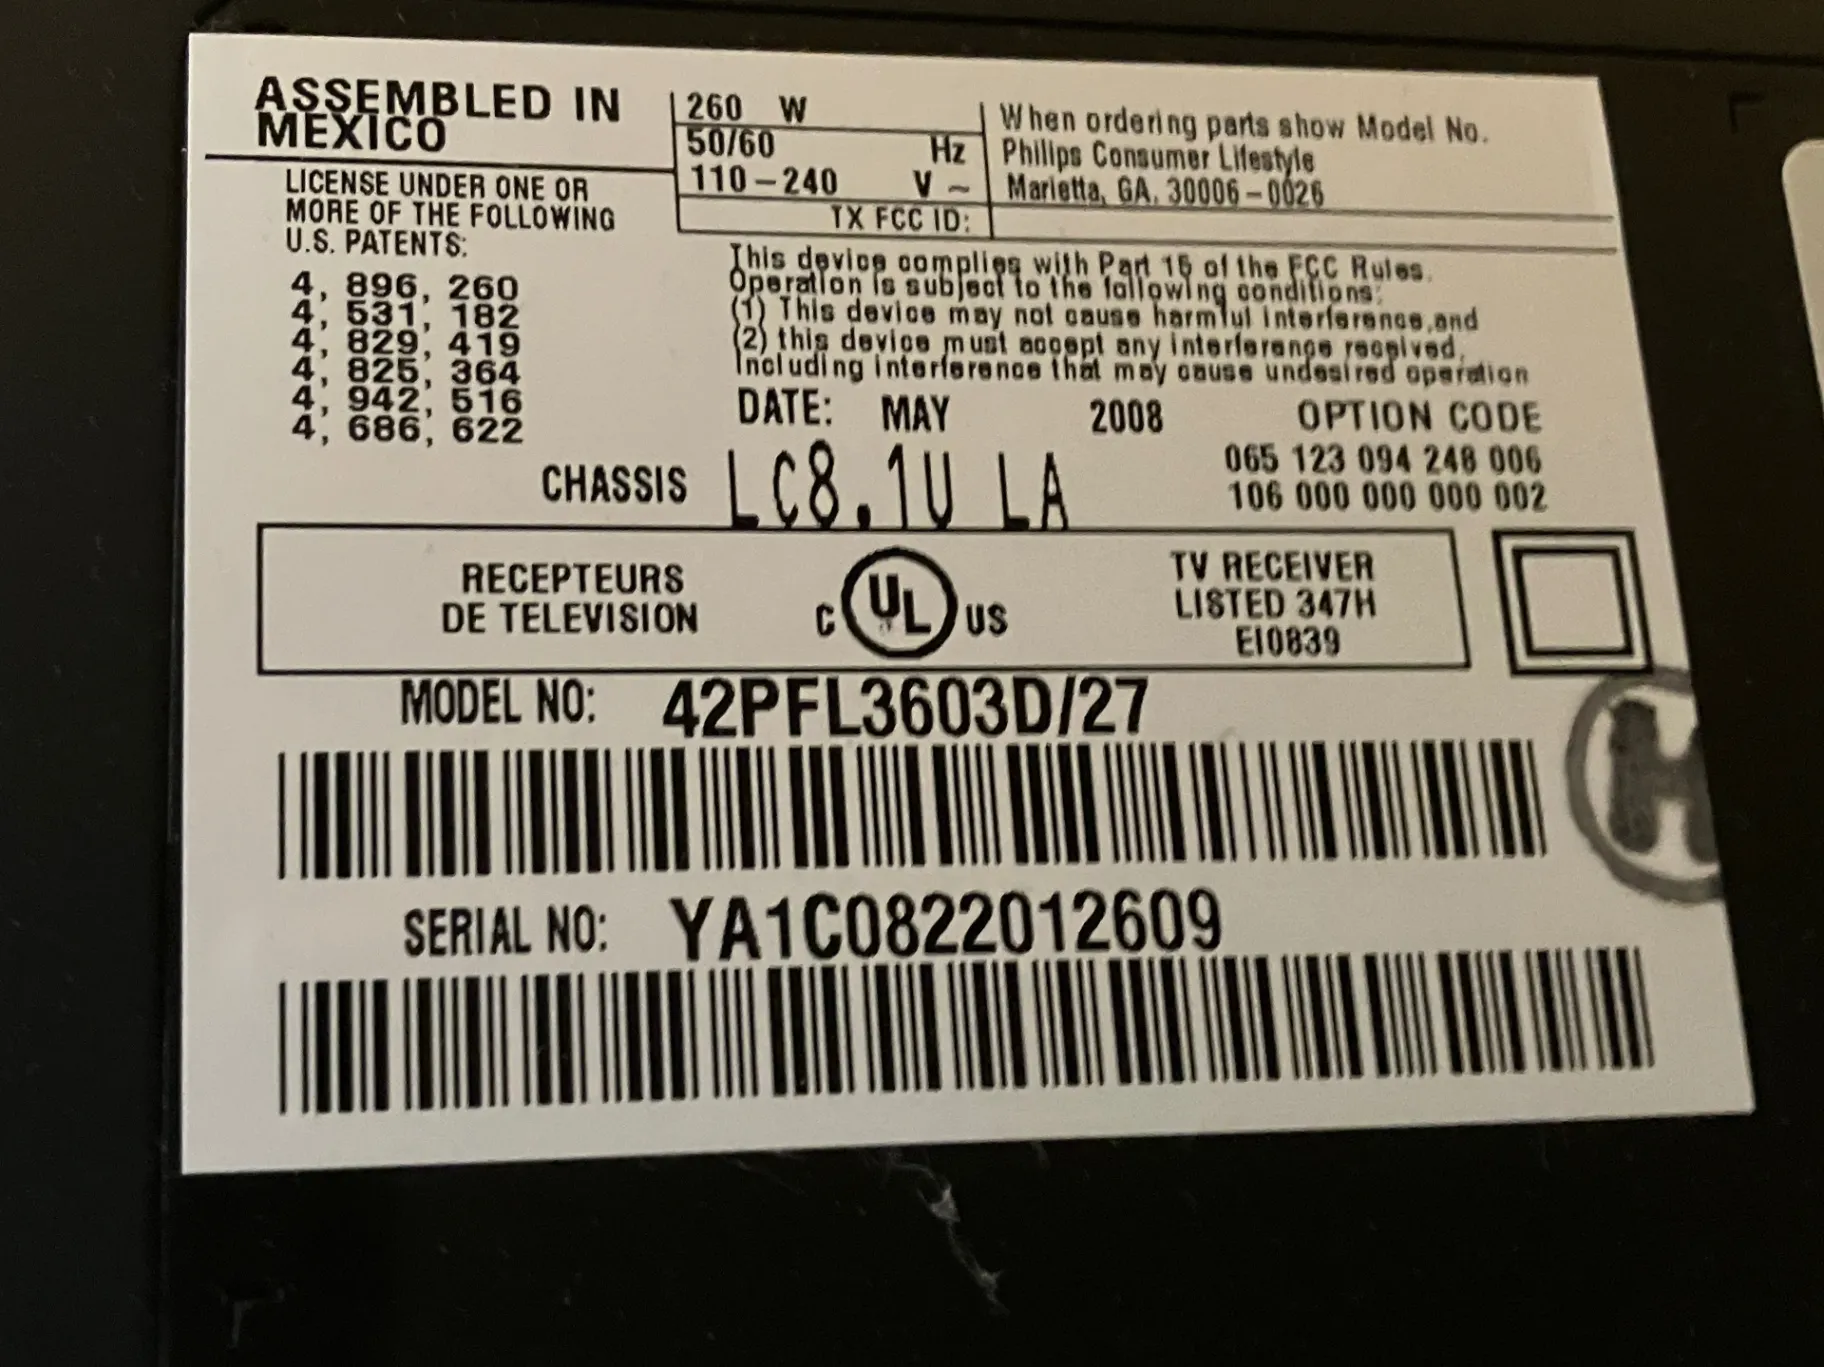 ASSEMBLED IN
MEXICO
LICENSE UNDER ONE OR
MORE OF THE FOLLOWING
U.S. PATENTS:
4, 896, 260
4, 531, 182
4, 829, 419
4, 825, 364
4, 942, 516
4, 686, 622
260 W
50/60 Hz
110-240 V ~
TX FCC ID:
When ordering parts show Model No.
Philips Consumer Lifestyle
Marietta, GA. 30006-0026
This device complies with Part 15 of the FCC Rules.
Operation is subject to the following conditions:
(1) This device may not cause harmful interference,and
(2) this device must accept any interference received,
Including interference that may cause undesired operation
DATE: MAY 2008
OPTION CODE
065 123 094 248 006
106 000 000 000 002
CHASSIS LC8.1U LA
RECEPTEURS
DE TELEVISION
C UL US
TV RECEIVER
LISTED 347H
EI0839
MODEL NO: 42PFL3603D/27
H
SERIAL NO: YA1C0822012609